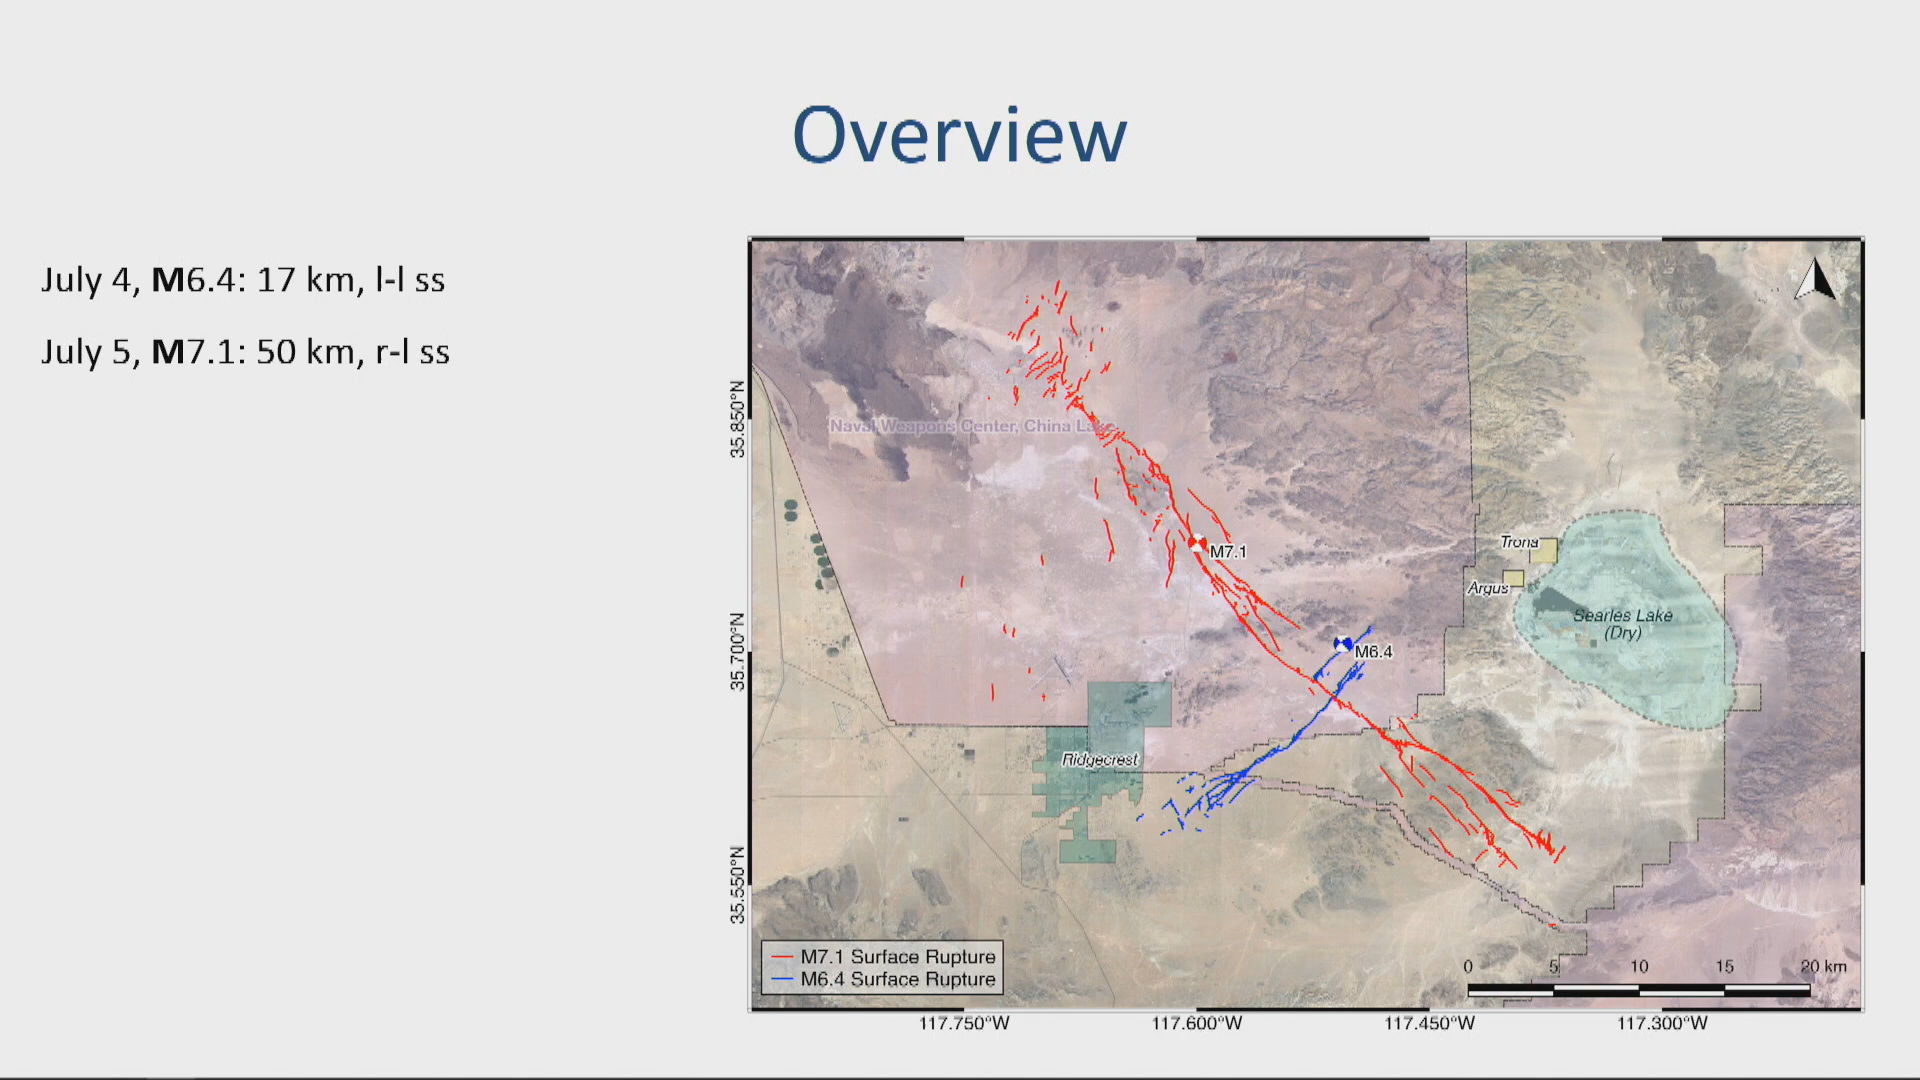 Overview
July 4, M6.4: 17 km, l-l ss
July 5, M7.1: 50 km, r-l ss
35.850°N
35.700°N
35.550°N
Naval Weapons Center, China Lake
M7.1
M6.4
Trona
Argus
Searles Lake
(Dry)
Ridgecrest
M7.1 Surface Rupture
M6.4 Surface Rupture
0 5 10 15 20 km
117.750°W 117.600°W 117.450°W 117.300°W